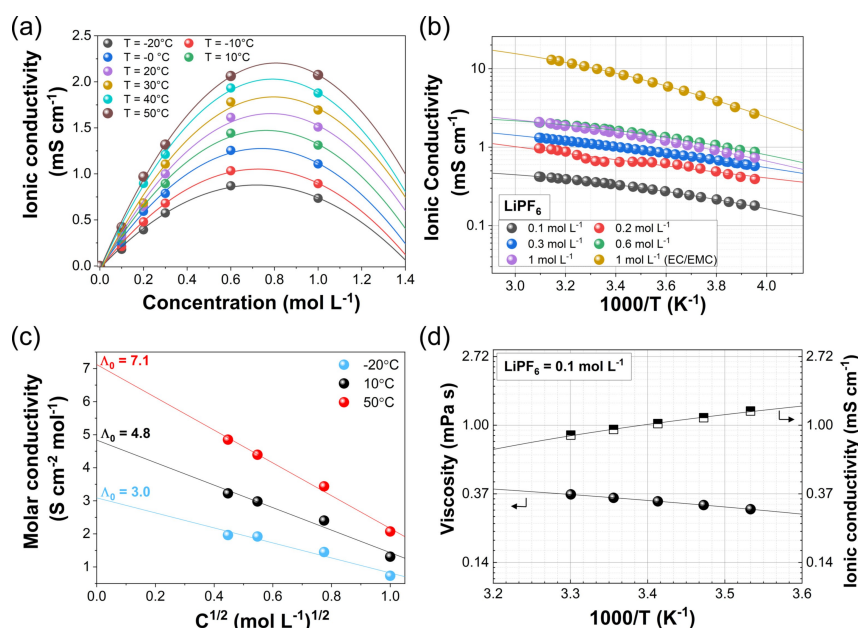 (a)
T = -20°C
T = -10°C
T = -0 °C
T = 10°C
T = 20°C
T = 30°C
T = 40°C
T = 50°C
Ionic conductivity
(mS cm⁻¹)
2.5
2.0
1.5
1.0
0.5
0.0
0.0 0.2 0.4 0.6 0.8 1.0 1.2 1.4
Concentration (mol L⁻¹)
(b)
Ionic Conductivity
(mS cm⁻¹)
10
1
0.1
LiPF₆
0.1 mol L⁻¹
0.2 mol L⁻¹
0.3 mol L⁻¹
0.6 mol L⁻¹
1 mol L⁻¹
1 mol L⁻¹ (EC/EMC)
3.0 3.2 3.4 3.6 3.8 4.0
1000/T (K⁻¹)
(c)
Molar conductivity
(S cm⁻² mol⁻¹)
7
6
5
4
3
2
1
Λ₀ = 7.1
Λ₀ = 4.8
Λ₀ = 3.0
-20°C
10°C
50°C
0.0 0.2 0.4 0.6 0.8 1.0
C¹ᐟ² (mol L⁻¹)¹ᐟ²
(d)
LiPF₆ = 0.1 mol L⁻¹
Viscosity (mPa s)
2.72
1.00
0.37
0.14
2.72
1.00
0.37
0.14
Ionic conductivity (mS cm⁻¹)
3.2 3.3 3.4 3.5 3.6
1000/T (K⁻¹)